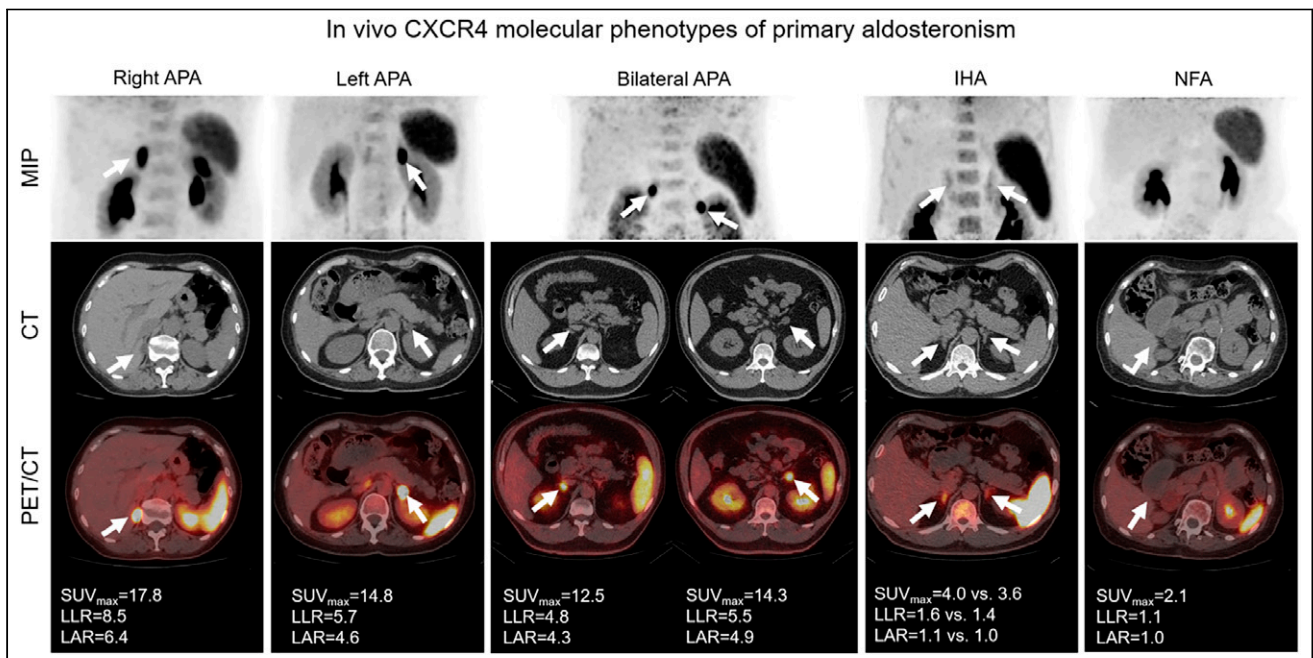 In vivo CXCR4 molecular phenotypes of primary aldosteronism
Right APA
Left APA
Bilateral APA
IHA
NFA
MIP
CT
PET/CT
SUVmax=17.8
LLR=8.5
LAR=6.4
SUVmax=14.8
LLR=5.7
LAR=4.6
SUVmax=12.5
LLR=4.8
LAR=4.3
SUVmax=14.3
LLR=5.5
LAR=4.9
SUVmax=4.0 vs. 3.6
LLR=1.6 vs. 1.4
LAR=1.1 vs. 1.0
SUVmax=2.1
LLR=1.1
LAR=1.0